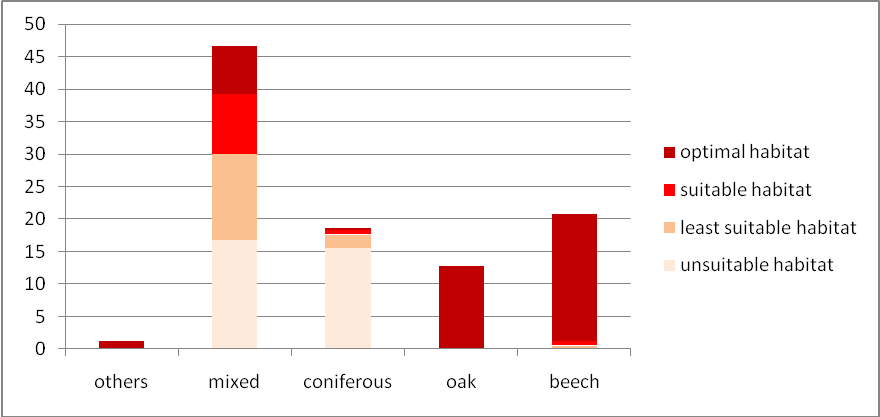 50
45
40
35
30
25
20
15
10
5
0
others mixed coniferous oak beech
optimal habitat
suitable habitat
least suitable habitat
unsuitable habitat